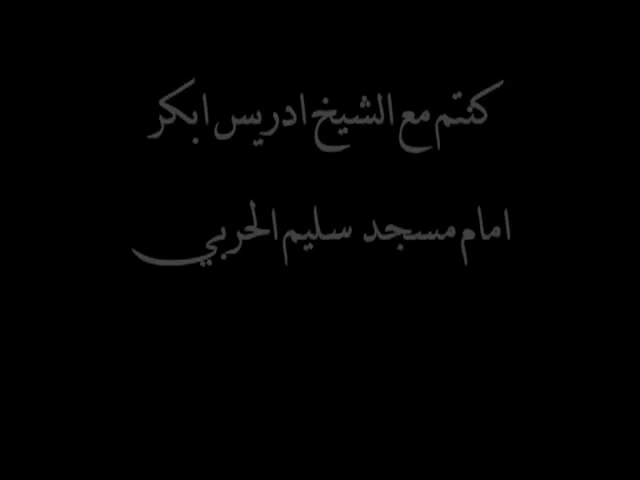 كنتم مع الشيخ ادريس ابكر
امام مسجد سليم الحربي